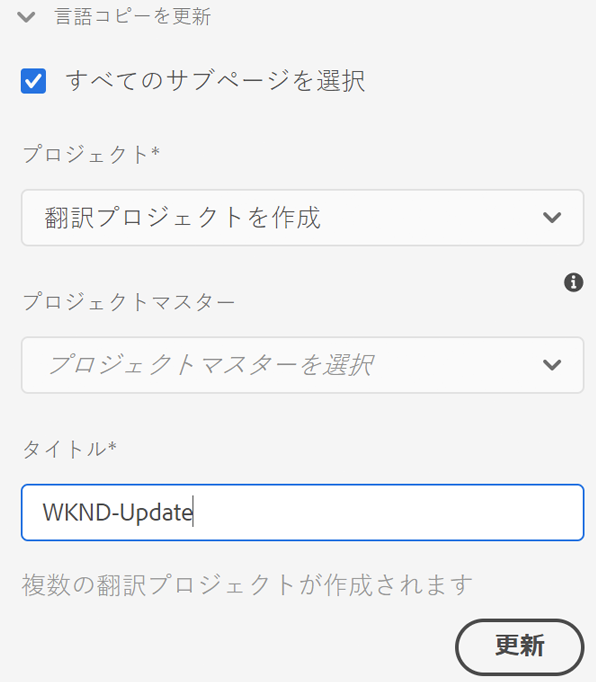 言語コピーを更新
すべてのサブページを選択
プロジェクト*
翻訳プロジェクトを作成
プロジェクトマスター
プロジェクトマスターを選択
タイトル*
WKND-Update
複数の翻訳プロジェクトが作成されます
更新